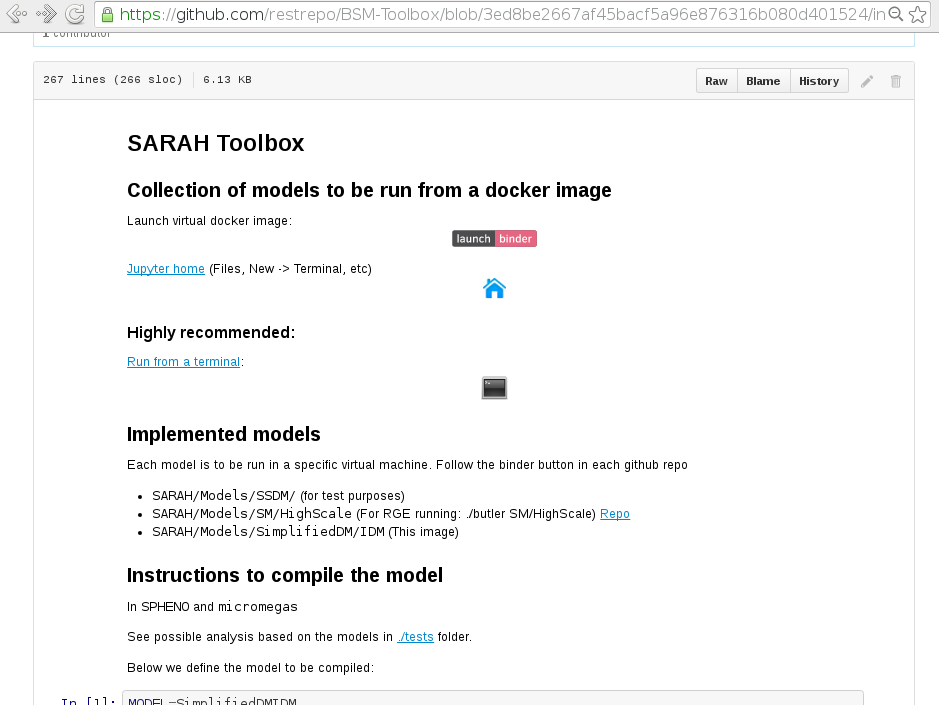 https://github.com/restrepo/BSM-Toolbox/blob/3ed8be2667af45bacf5a96e876316b080d401524/in
1 contributor
267 lines (266 sloc) 6.13 KB Raw Blame History
SARAH Toolbox
Collection of models to be run from a docker image
Launch virtual docker image:
launch binder
Jupyter home (Files, New -> Terminal, etc)
Highly recommended:
Run from a terminal:
Implemented models
Each model is to be run in a specific virtual machine. Follow the binder button in each github repo
• SARAH/Models/SSDM/ (for test purposes)
• SARAH/Models/SM/HighScale (For RGE running: ./butler SM/HighScale) Repo
• SARAH/Models/SimplifiedDM/IDM (This image)
Instructions to compile the model
In SPHENO and micromegas
See possible analysis based on the models in ./tests folder.
Below we define the model to be compiled:
In [1]: MODEL=SimplifiedDMIDM